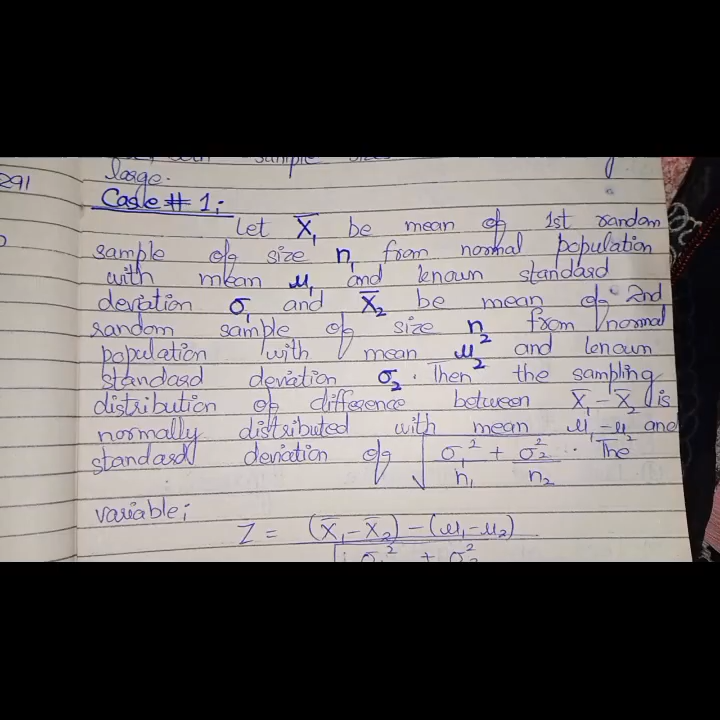 291
sample
large.
Case # 1;
Let X̄₁ be mean of 1st random
sample of size n₁ from normal population
with mean μ₁ and known standard
deviation σ₁ and X̄₂ be mean of 2nd
random sample of size n₂ from normal
population with mean μ₂ and known
standard deviation σ₂. Then the sampling
distribution of difference between X̄₁ - X̄₂ is
normally distributed with mean μ₁ - μ₂ and
standard deviation of √(σ₁²/n₁ + σ₂²/n₂). The
variable;
Z = (X̄₁ - X̄₂) - (μ₁ - μ₂)
σ₁² + σ₂²